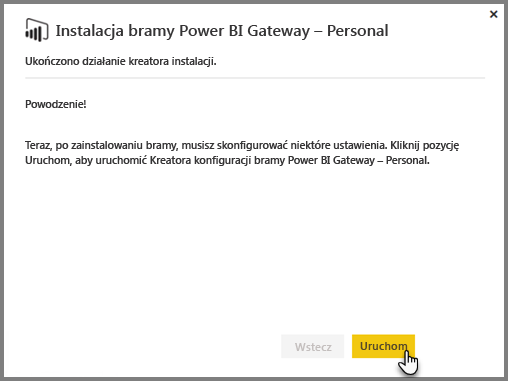 Instalacja bramy Power BI Gateway – Personal
Ukończono działanie kreatora instalacji.
Powodzenie!
Teraz, po zainstalowaniu bramy, musisz skonfigurować niektóre ustawienia. Kliknij pozycję
Uruchom, aby uruchomić Kreatora konfiguracji bramy Power BI Gateway – Personal.
Wstecz
Uruchom